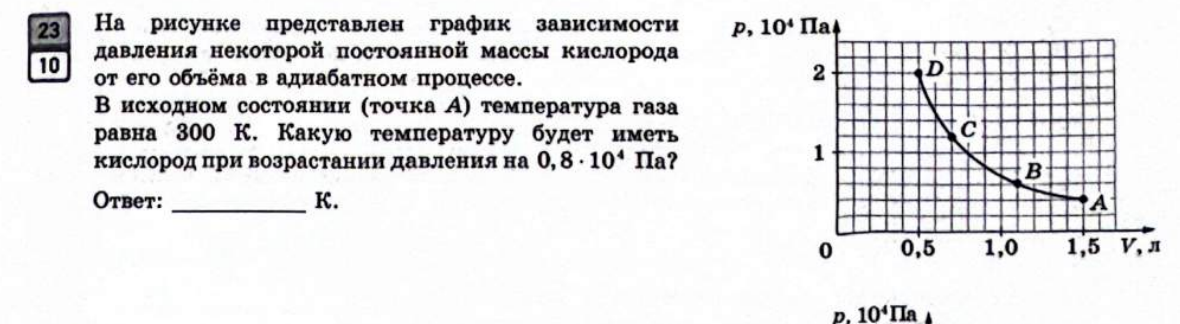 23
10
На рисунке представлен график зависимости
давления некоторой постоянной массы кислорода
от его объёма в адиабатном процессе.
В исходном состоянии (точка A) температура газа
равна 300 К. Какую температуру будет иметь
кислород при возрастании давления на 0,8 · 10⁴ Па?
Ответ: ____________ К.
p, 10⁴ Па
2
D
C
1
B
A
0
0,5
1,0
1,5
V, л
p, 10⁴Па